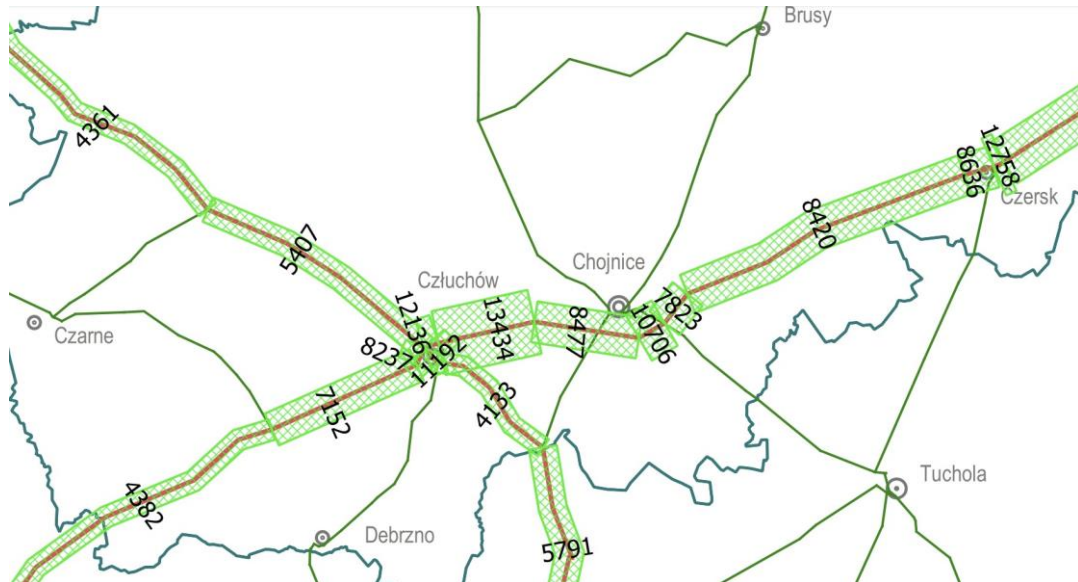 Brusy
4361
12758
8636
Czersk
8420
5407
Człuchów
Chojnice
12136
13434
8477
7823
10706
Czarne
8237
11192
7152
4133
4382
Tuchola
Debrzno
5791